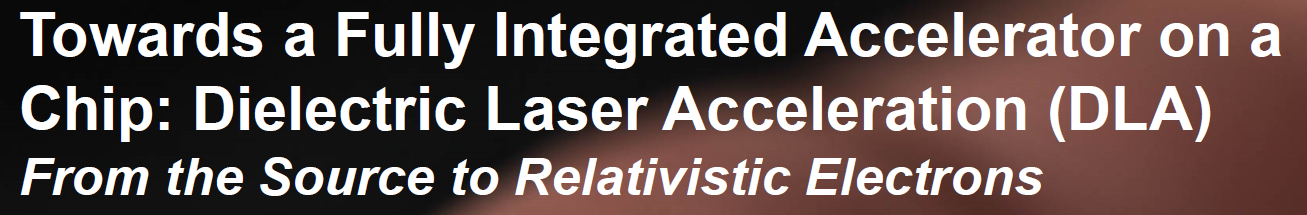 Towards a Fully Integrated Accelerator on a
Chip: Dielectric Laser Acceleration (DLA)
From the Source to Relativistic Electrons